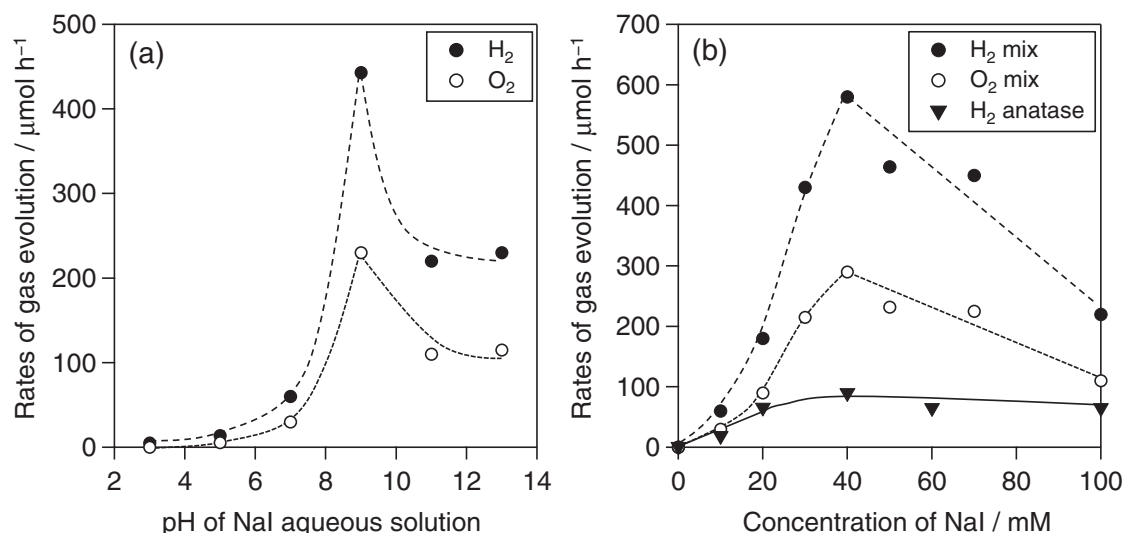 (a)
H₂
O₂
Rates of gas evolution / μmol h⁻¹
500
400
300
200
100
0
2 4 6 8 10 12 14
pH of NaI aqueous solution
(b)
H₂ mix
O₂ mix
H₂ anatase
Rates of gas evolution / μmol h⁻¹
700
600
500
400
300
200
100
0
0 20 40 60 80 100
Concentration of NaI / mM